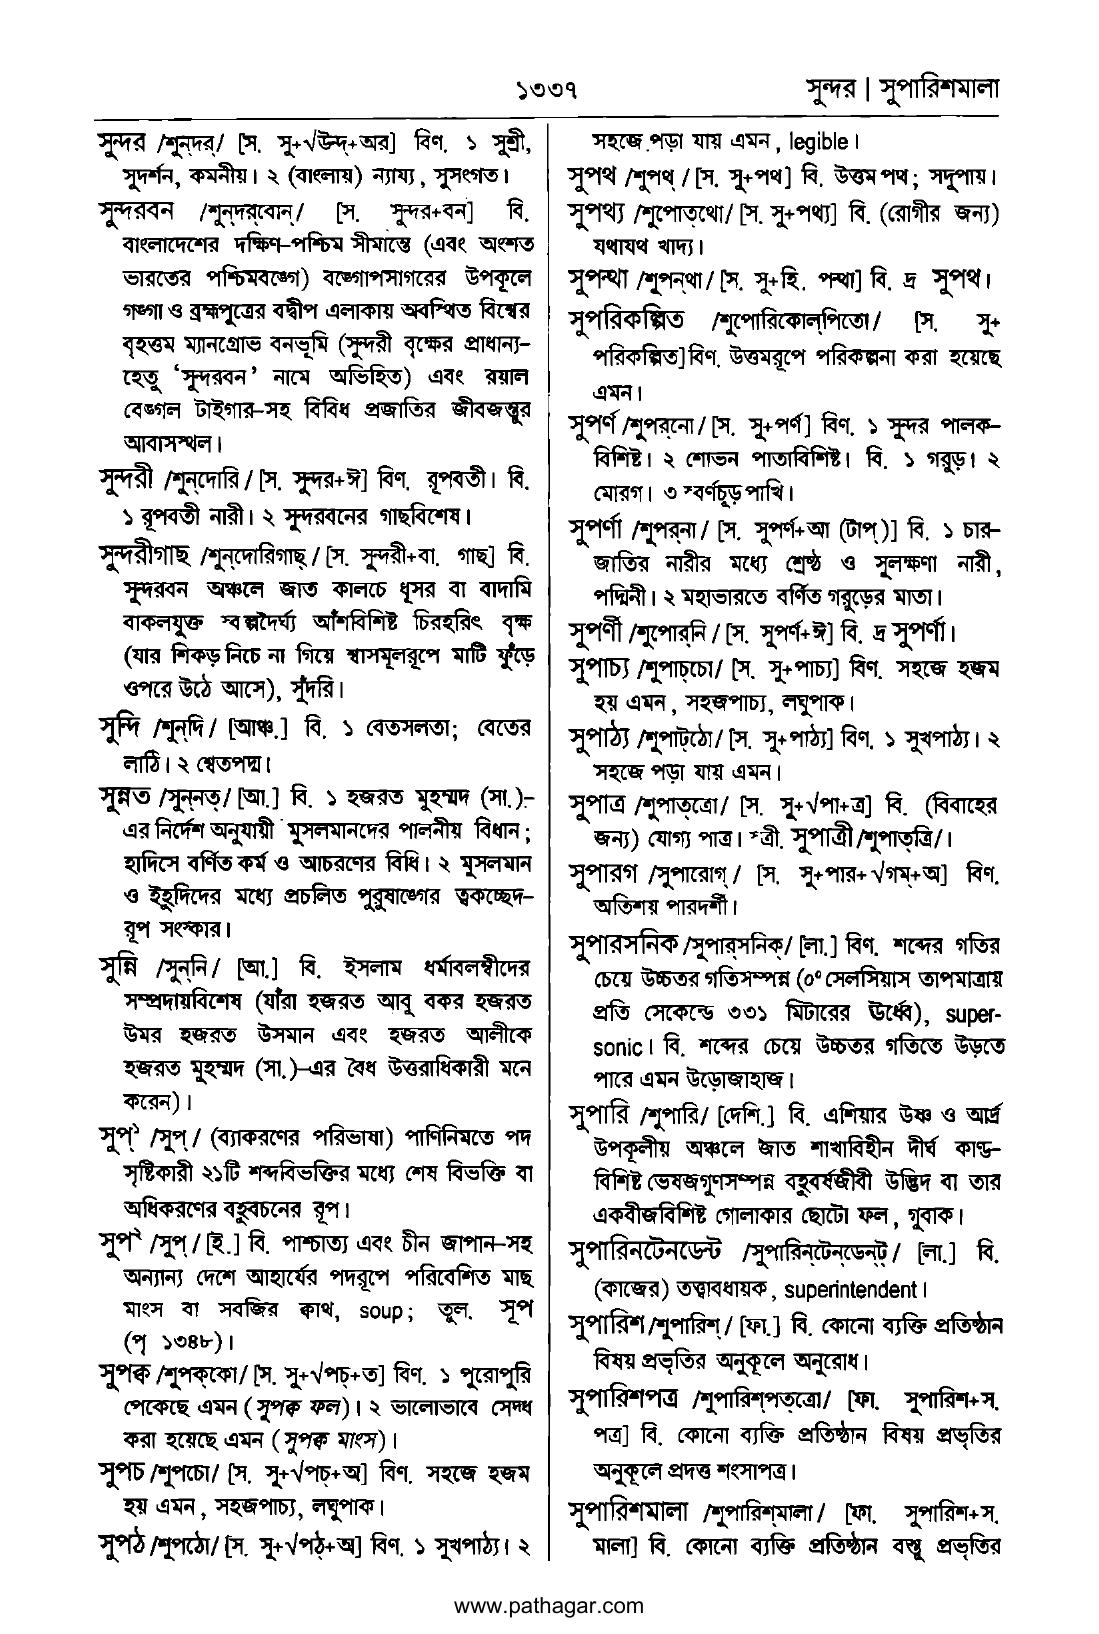 ১৩৩৭
সুন্দর | সুপারিশমালা
সুন্দর /শুন্‌দর্‌/ [স. সু+√উন্দ্‌+অর] বিণ. ১ সুশ্রী,
সুদর্শন, কমনীয়। ২ (বাংলায়) ন্যায্য, সুসংগত।
সুন্দরবন /শুন্‌দর্‌বোন্‌/ [স. সুন্দর+বন] বি.
বাংলাদেশের দক্ষিণ-পশ্চিম সীমান্তে (এবং অংশত
ভারতের পশ্চিমবঙ্গে) বঙ্গোপসাগরের উপকূলে
গঙ্গা ও ব্রহ্মপুত্রের বদ্বীপ এলাকায় অবস্থিত বিশ্বের
বৃহত্তম ম্যানগ্রোভ বনভূমি (সুন্দরী বৃক্ষের প্রাধান্য-
হেতু ‘সুন্দরবন’ নামে অভিহিত) এবং রয়াল
বেঙ্গল টাইগার-সহ বিবিধ প্রজাতির জীবজন্তুর
আবাসস্থল।
সুন্দরী /শুন্‌দোরি/ [স. সুন্দর+ঈ] বিণ. রূপবতী। বি.
১ রূপবতী নারী। ২ সুন্দরবনের গাছবিশেষ।
সুন্দরীগাছ /শুন্‌দোরিগাছ্‌/ [স. সুন্দরী+বা. গাছ] বি.
সুন্দরবন অঞ্চলে জাত কালচে ধূসর বা বাদামি
বাকলযুক্ত স্বল্পদৈর্ঘ্য আঁশবিশিষ্ট চিরহরিৎ বৃক্ষ
(যার শিকড় নিচে না গিয়ে শ্বাসমূলরূপে মাটি ফুঁড়ে
ওপরে উঠে আসে), সুঁদরি।
সুন্দি /শুন্‌দি/ [আঞ্চ.] বি. ১ বেতসলতা; বেতের
লাঠি। ২ শ্বেতপদ্ম।
সুন্নত /সুন্‌নত্‌/ [আ.] বি. ১ হজরত মুহম্মদ (সা.)-
এর নির্দেশ অনুযায়ী মুসলমানদের পালনীয় বিধান;
হাদিসে বর্ণিত কর্ম ও আচরণের বিধি। ২ মুসলমান
ও ইহুদিদের মধ্যে প্রচলিত পুরুষাঙ্গের ত্বকচ্ছেদ-
রূপ সংস্কার।
সুন্নি /সুন্‌নি/ [আ.] বি. ইসলাম ধর্মাবলম্বীদের
সম্প্রদায়বিশেষ (যাঁরা হজরত আবু বকর হজরত
উমর হজরত উসমান এবং হজরত আলীকে
হজরত মুহম্মদ (সা.)-এর বৈধ উত্তরাধিকারী মনে
করেন)।
সুপ্‌১ /সুপ্‌/ (ব্যাকরণের পরিভাষা) পাণিনিমতে পদ
সৃষ্টিকারী ২১টি শব্দবিভক্তির মধ্যে শেষ বিভক্তি বা
অধিকরণের বহুবচনের রূপ।
সুপ২ /সুপ্‌/ [ই.] বি. পাশ্চাত্য এবং চীন জাপান-সহ
অন্যান্য দেশে আহার্যের পদরূপে পরিবেশিত মাছ
মাংস বা সবজির ক্বাথ, soup; তুল. সূপ
(পৃ ১৩৪৮)।
সুপক্ব /শুপক্‌কো/ [স. সু+√পচ্‌+ত] বিণ. ১ পুরোপুরি
পেকেছে এমন (সুপক্ব ফল)। ২ ভালোভাবে সেদ্ধ
করা হয়েছে এমন (সুপক্ব মাংস)।
সুপচ /শুপচো/ [স. সু+√পচ্‌+অ] বিণ. সহজে হজম
হয় এমন, সহজপাচ্য, লঘুপাক।
সুপঠ /শুপঠো/ [স. সু+√পঠ্‌+অ] বিণ. ১ সুখপাঠ্য। ২
সহজে পড়া যায় এমন, legible।
সুপথ /শুপথ্‌/ [স. সু+পথ] বি. উত্তম পথ; সদুপায়।
সুপথ্য /শুপোত্‌থো/ [স. সু+পথ্য] বি. (রোগীর জন্য)
যথাযথ খাদ্য।
সুপন্থা /শুপন্‌থা/ [স. সু+হি. পন্থা] বি. দ্র সুপথ।
সুপরিকল্পিত /শুপোরিকোল্‌পিতো/ [স. সু+
পরিকল্পিত] বিণ. উত্তমরূপে পরিকল্পনা করা হয়েছে
এমন।
সুপর্ণ /শুপর্‌নো/ [স. সু+পর্ণ] বিণ. ১ সুন্দর পালক-
বিশিষ্ট। ২ শোভন পাতাবিশিষ্ট। বি. ১ গরুড়। ২
মোরগ। ৩ স্বর্ণচূড় পাখি।
সুপর্ণা /শুপর্‌না/ [স. সুপর্ণ+আ (টাপ্‌)] বি. ১ চার-
জাতির নারীর মধ্যে শ্রেষ্ঠ ও সুলক্ষণা নারী,
পদ্মিনী। ২ মহাভারতে বর্ণিত গরুড়ের মাতা।
সুপর্ণী /শুপোর্‌নি/ [স. সুপর্ণ+ঈ] বি. দ্র সুপর্ণা।
সুপাচ্য /শুপাচ্‌চো/ [স. সু+পাচ্য] বিণ. সহজে হজম
হয় এমন, সহজপাচ্য, লঘুপাক।
সুপাঠ্য /শুপাট্‌ঠো/ [স. সু+পাঠ্য] বিণ. ১ সুখপাঠ্য। ২
সহজে পড়া যায় এমন।
সুপাত্র /শুপাত্‌ত্রো/ [স. সু+√পা+ত্র] বি. (বিবাহের
জন্য) যোগ্য পাত্র। স্ত্রী. সুপাত্রী /শুপাত্‌ত্রি/।
সুপারগ /সুপারোগ্‌/ [স. সু+পার+√গম্‌+অ] বিণ.
অতিশয় পারদর্শী।
সুপারসনিক /সুপার্‌সনিক্‌/ [লা.] বিণ. শব্দের গতির
চেয়ে উচ্চতর গতিসম্পন্ন (০° সেলসিয়াস তাপমাত্রায়
প্রতি সেকেন্ডে ৩৩১ মিটারের ঊর্ধ্বে), super-
sonic। বি. শব্দের চেয়ে উচ্চতর গতিতে উড়তে
পারে এমন উড়োজাহাজ।
সুপারি /শুপারি/ [দেশি.] বি. এশিয়ার উষ্ণ ও আর্দ্র
উপকূলীয় অঞ্চলে জাত শাখাবিহীন দীর্ঘ কাণ্ড-
বিশিষ্ট ভেষজগুণসম্পন্ন বহুবর্ষজীবী উদ্ভিদ বা তার
একবীজবিশিষ্ট গোলাকার ছোটো ফল, গুবাক।
সুপারিনটেনডেন্ট /সুপারিন্‌টেন্‌ডেন্‌ট্‌/ [লা.] বি.
(কাজের) তত্ত্বাবধায়ক, superintendent।
সুপারিশ /শুপারিশ্‌/ [ফা.] বি. কোনো ব্যক্তি প্রতিষ্ঠান
বিষয় প্রভৃতির অনুকূলে অনুরোধ।
সুপারিশপত্র /শুপারিশ্‌পত্‌ত্রো/ [ফা. সুপারিশ+স.
পত্র] বি. কোনো ব্যক্তি প্রতিষ্ঠান বিষয় প্রভৃতির
অনুকূলে প্রদত্ত শংসাপত্র।
সুপারিশমালা /শুপারিশ্‌মালা/ [ফা. সুপারিশ+স.
মালা] বি. কোনো ব্যক্তি প্রতিষ্ঠান বস্তু প্রভৃতির
www.pathagar.com